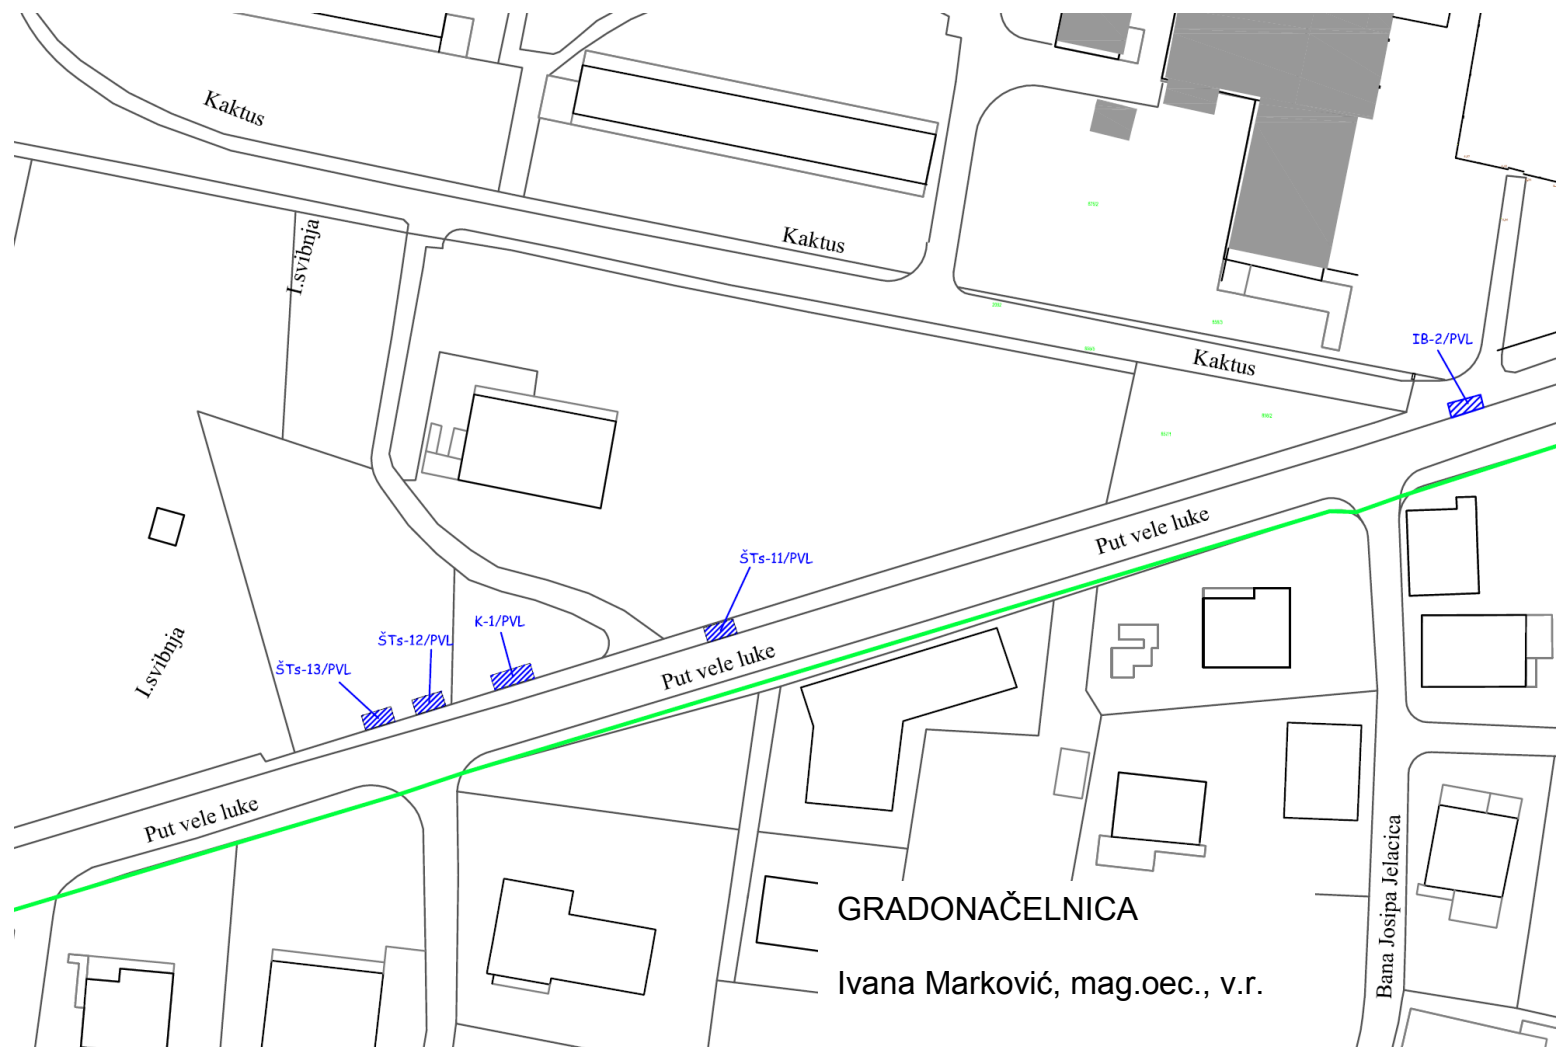 Kaktus
I.svibnja
Kaktus
Kaktus
IB-2/PVL
Put vele luke
ŠTs-11/PVL
Put vele luke
K-1/PVL
ŠTs-12/PVL
ŠTs-13/PVL
I.svibnja
Put vele luke
Bana Josipa Jelacica
GRADONAČELNICA
Ivana Marković, mag.oec., v.r.